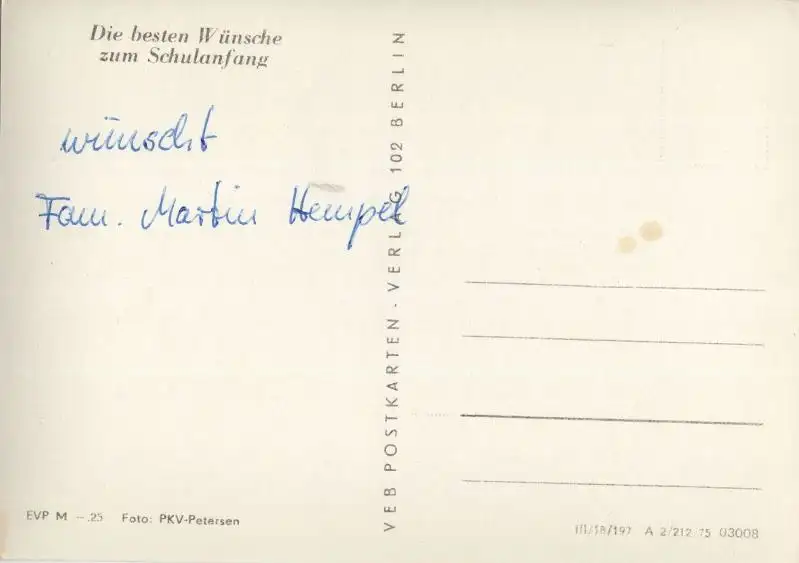 Die besten Wünsche
zum Schulanfang
wünscht
Fam. Martin Hempel
VEB POSTKARTEN-VERLAG 102 BERLIN
EVP M -.25 Foto: PKV-Petersen
III/18/197 A 2/212 75 03008